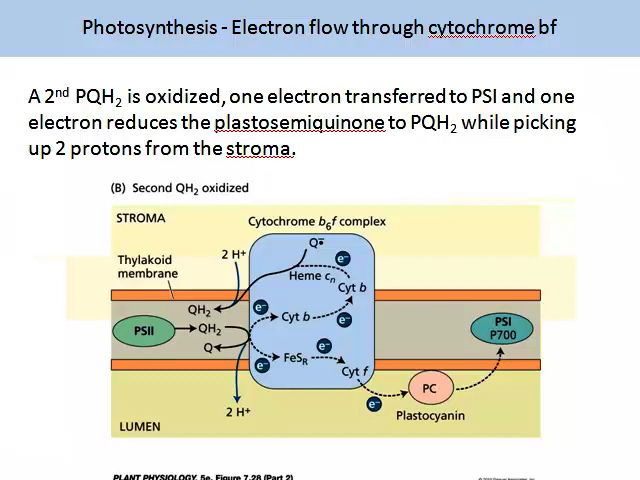 Photosynthesis - Electron flow through cytochrome bf
A 2nd PQH2 is oxidized, one electron transferred to PSI and one
electron reduces the plastosemiquinone to PQH2 while picking
up 2 protons from the stroma.
(B) Second QH2 oxidized
STROMA
Cytochrome b6f complex
Thylakoid
membrane
2 H+
Q•−
e−
Heme cn
Cyt b
QH2
e−
Cyt b
e−
PSII
QH2
Q
PSI
P700
e−
FeSR
e−
Cyt f
PC
e−
Plastocyanin
2 H+
LUMEN
PLANT PHYSIOLOGY, 5e, Figure 7.28 (Part 2)